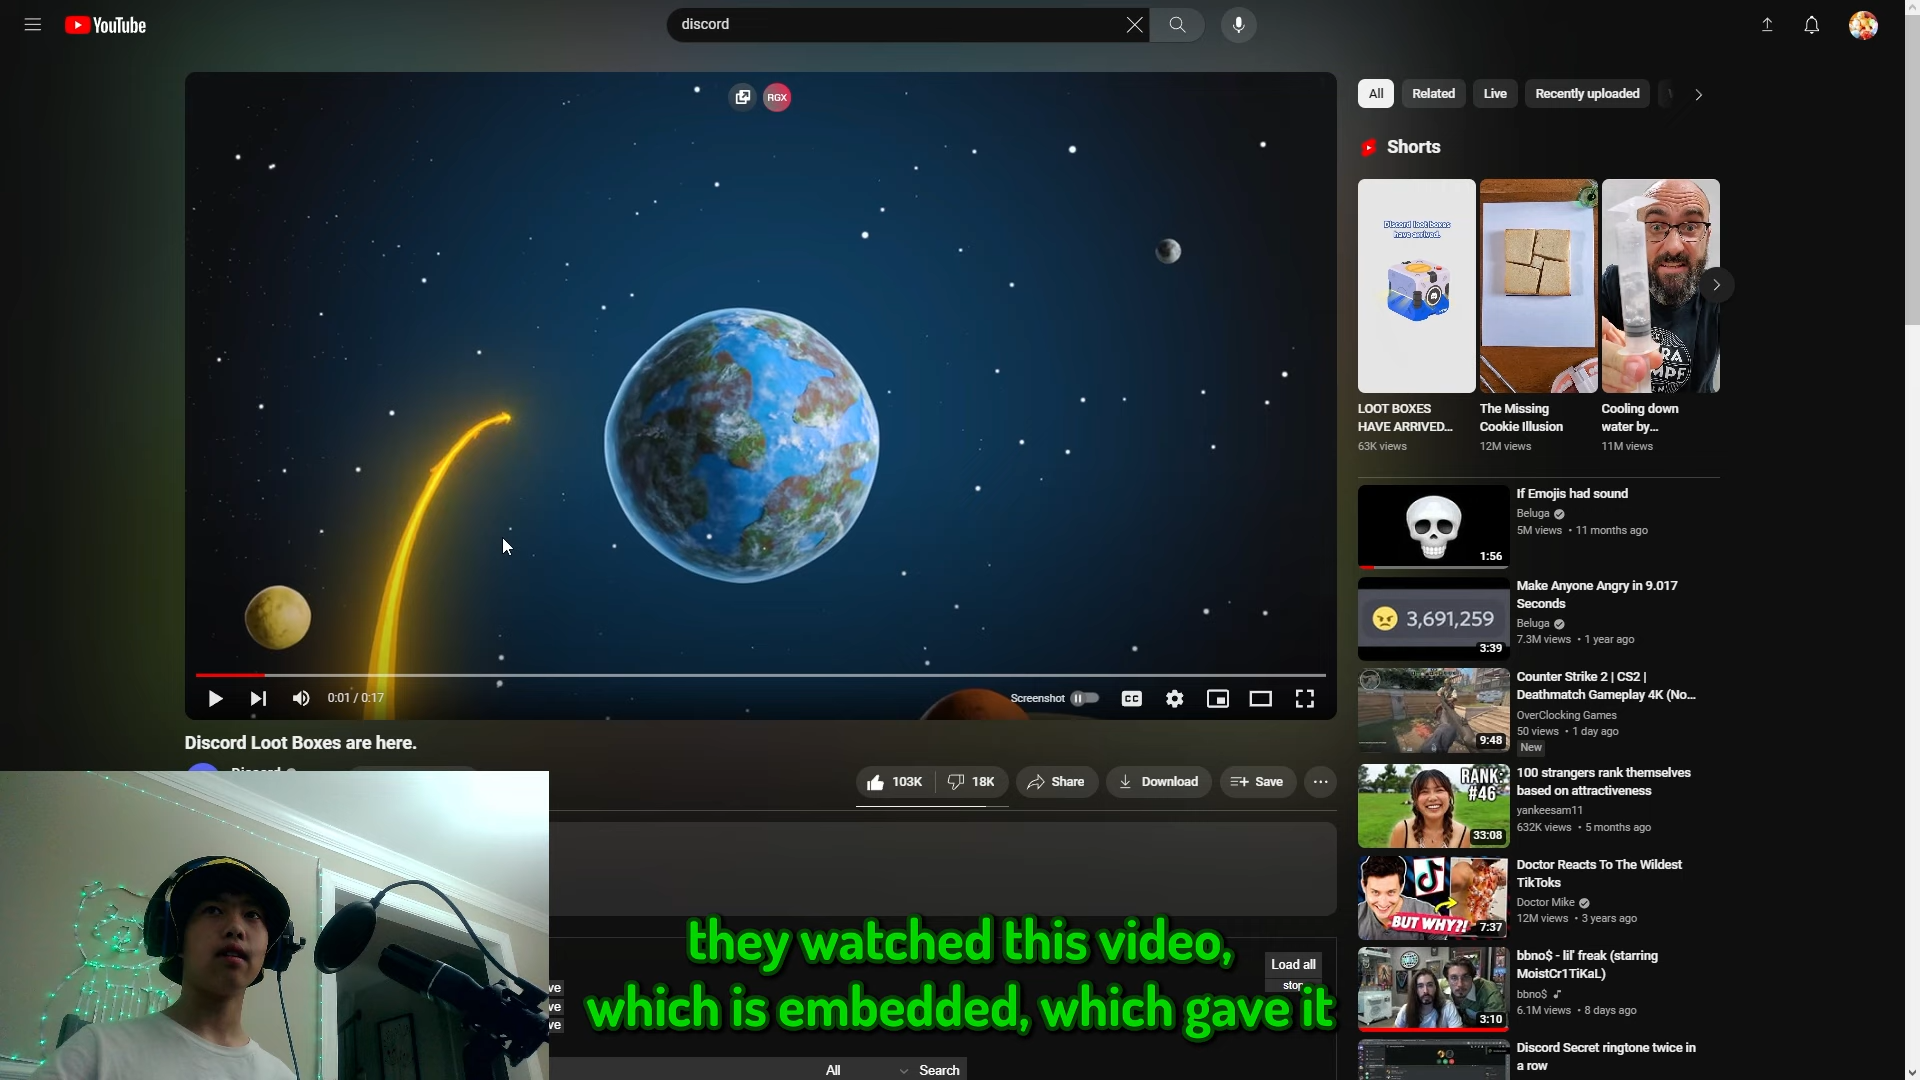 YouTube
discord
RGX
All
Related
Live
Recently uploaded
Shorts
Discord loot boxes
have arrived.
LOOT BOXES
HAVE ARRIVED...
63K views
The Missing
Cookie Illusion
12M views
Cooling down
water by...
11M views
If Emojis had sound
Beluga
5M views • 11 months ago
1:56
Make Anyone Angry in 9.017
Seconds
Beluga
7.3M views • 1 year ago
3,691,259
3:39
Counter Strike 2 | CS2 |
Deathmatch Gameplay 4K (No...
OverClocking Games
50 views • 1 day ago
New
9:48
100 strangers rank themselves
based on attractiveness
yankeesam11
632K views • 5 months ago
RANK:
#46
33:08
Doctor Reacts To The Wildest
TikToks
Doctor Mike
12M views • 3 years ago
BUT WHY?!
7:37
bbno$ - lil' freak (starring
MoistCr1TiKaL)
bbno$
6.1M views • 8 days ago
3:10
Discord Secret ringtone twice in
a row
0:01 / 0:17
Screenshot
CC
Discord Loot Boxes are here.
Discord
103K
18K
Share
Download
Save
Load all
stop
ve
ve
ve
they watched this video,
which is embedded, which gave it
All
Search